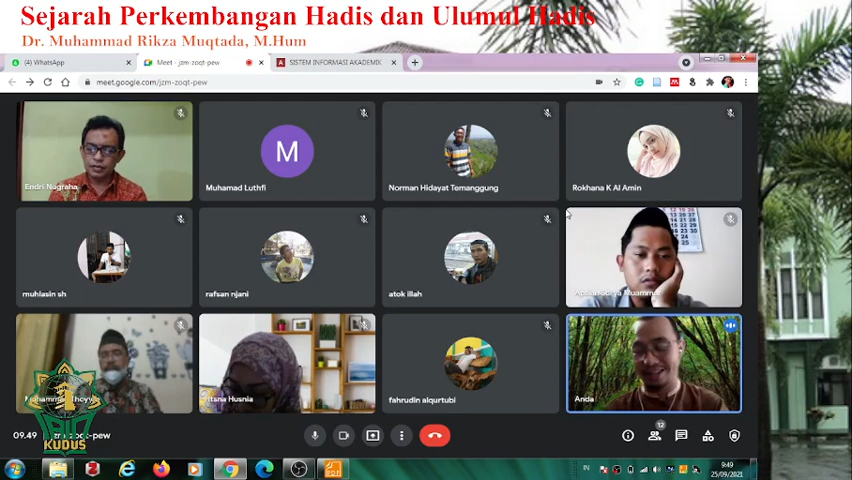 Sejarah Perkembangan Hadis dan Ulumul Hadis
Dr. Muhammad Rikza Muqtada, M.Hum
(4) WhatsApp
Meet - jzm-zoqt-pew
SISTEM INFORMASI AKADEMIK
meet.google.com/jzm-zoqt-pew
Endri Nugraha
M
Muhamad Luthfi
Norman Hidayat Temanggung
Rokhana K Al Amin
muhlasin sh
rafsan njani
atok illah
Muhammad
Itsna Husnia
fahrudin alqurtubi
Anda
KUDUS
09.49
jzm-zoqt-pew
12
IN
9:49
25/09/2021